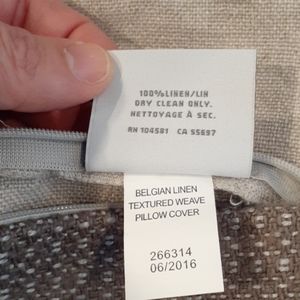 100% LINEN/LIN
DRY CLEAN ONLY.
NETTOYAGE À SEC.
RN 104581 CA 55697
BELGIAN LINEN
TEXTURED WEAVE
PILLOW COVER
266314
06/2016